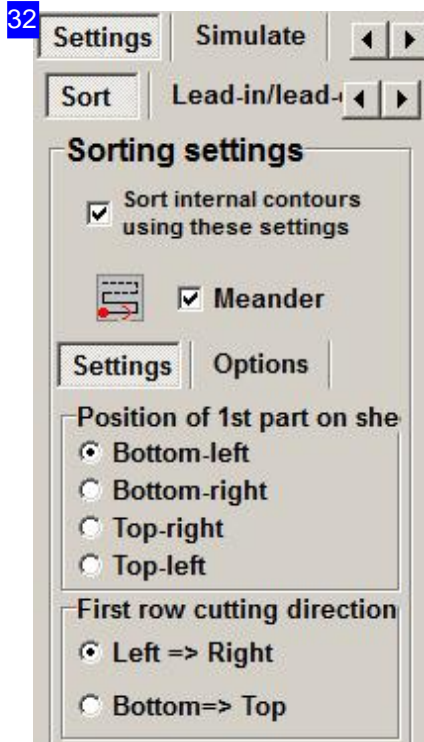 32
Settings Simulate
Sort Lead-in/lead-
Sorting settings
Sort internal contours
using these settings
Meander
Settings Options
Position of 1st part on she
Bottom-left
Bottom-right
Top-right
Top-left
First row cutting direction
Left => Right
Bottom=> Top